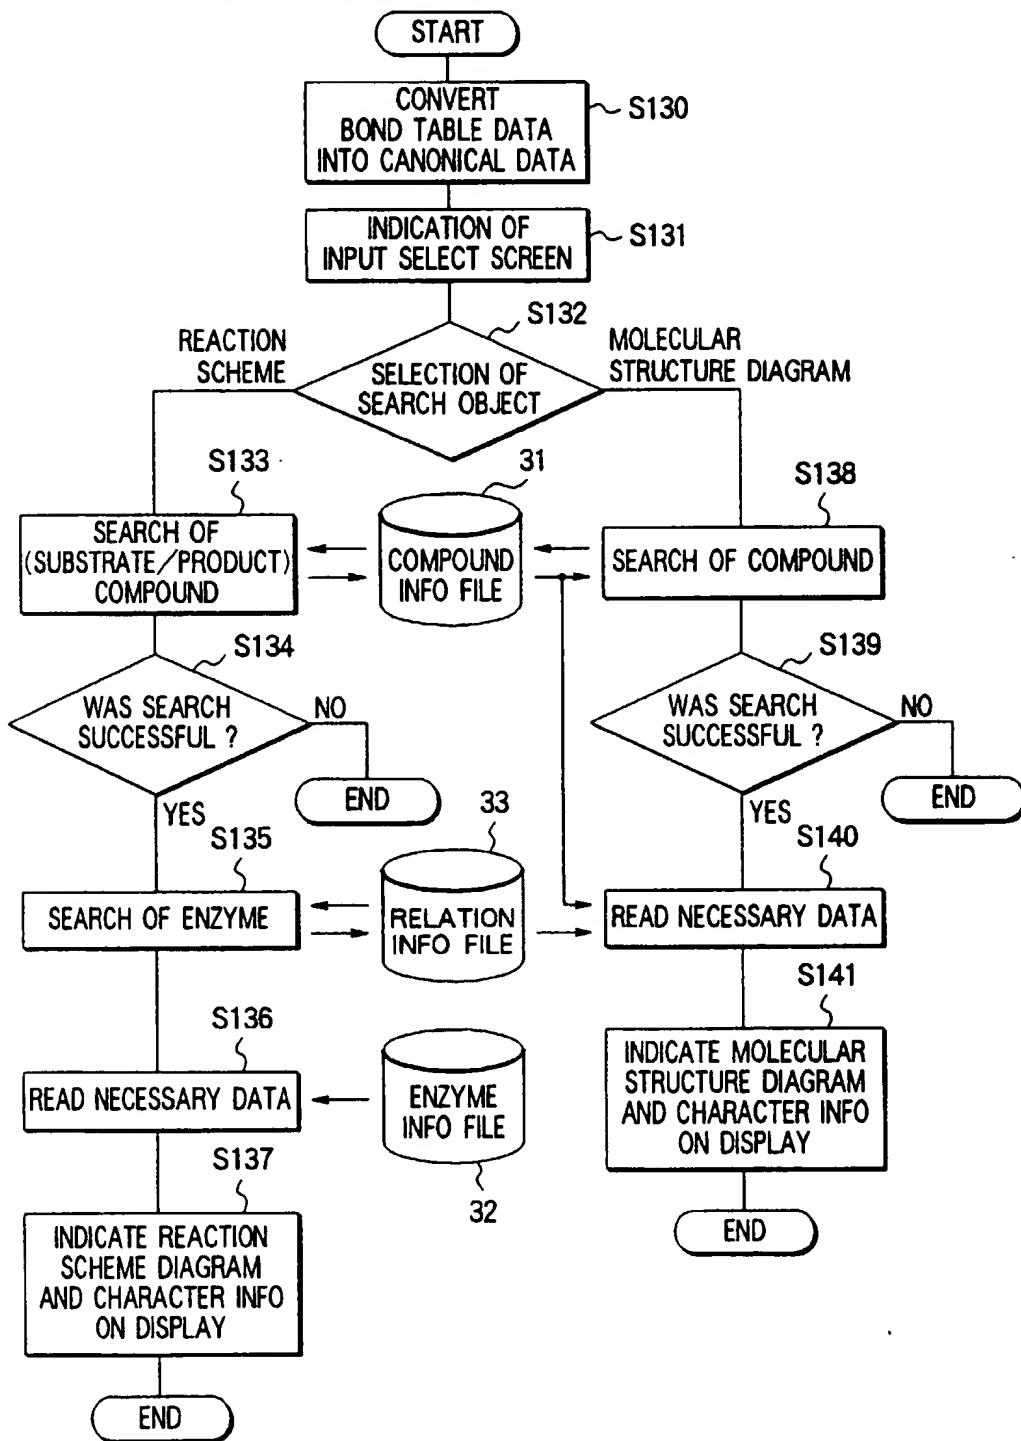 START
CONVERT
BOND TABLE DATA
INTO CANONICAL DATA
S130
INDICATION OF
INPUT SELECT SCREEN
S131
S132
REACTION
SCHEME
SELECTION OF
SEARCH OBJECT
MOLECULAR
STRUCTURE DIAGRAM
S133
SEARCH OF
(SUBSTRATE/PRODUCT)
COMPOUND
31
COMPOUND
INFO FILE
S138
SEARCH OF COMPOUND
S134
WAS SEARCH
SUCCESSFUL ?
NO
END
YES
S139
WAS SEARCH
SUCCESSFUL ?
NO
END
YES
S135
SEARCH OF ENZYME
33
RELATION
INFO FILE
S140
READ NECESSARY DATA
S136
READ NECESSARY DATA
ENZYME
INFO FILE
32
S141
INDICATE MOLECULAR
STRUCTURE DIAGRAM
AND CHARACTER INFO
ON DISPLAY
END
S137
INDICATE REACTION
SCHEME DIAGRAM
AND CHARACTER INFO
ON DISPLAY
END